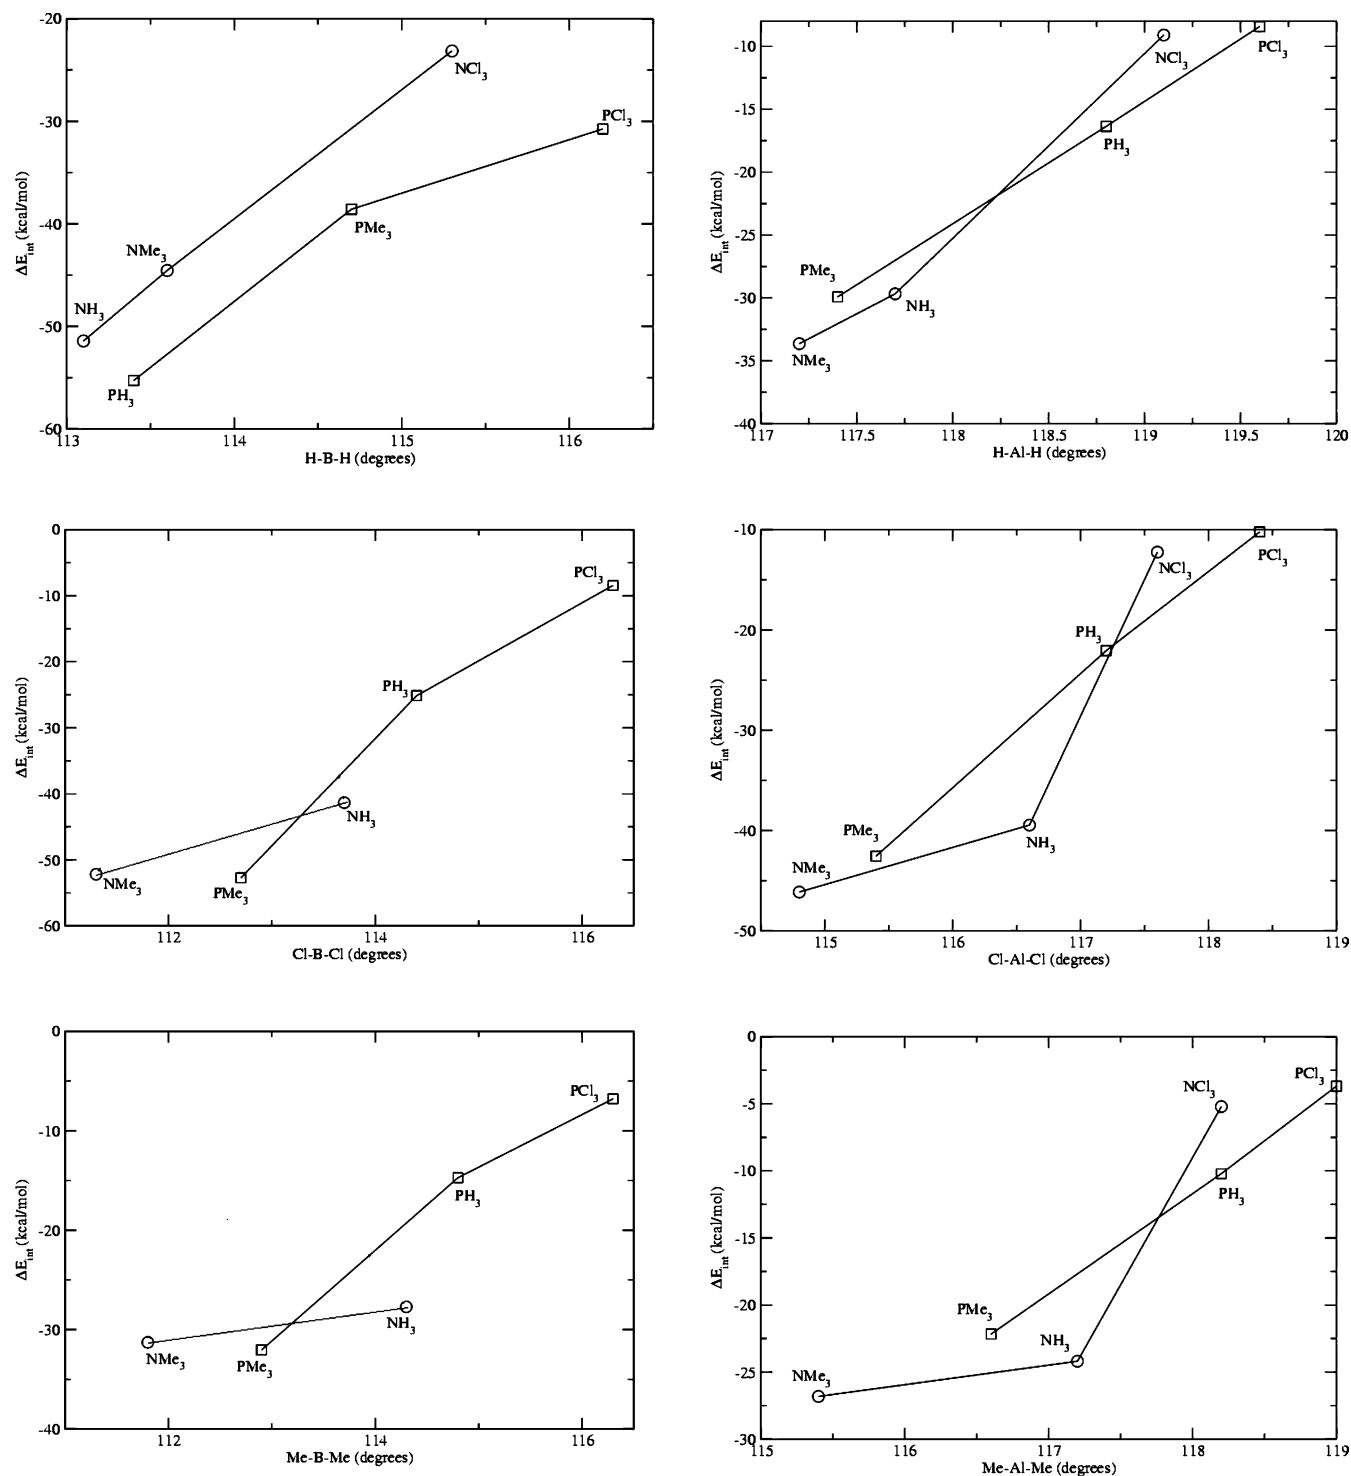 -20
-30
-40
-50
-60
ΔE_int (kcal/mol)
NCl₃
PCl₃
PMe₃
NMe₃
NH₃
PH₃
113 114 115 116
H-B-H (degrees)
-10
-15
-20
-25
-30
-35
-40
ΔE_int (kcal/mol)
PCl₃
NCl₃
PH₃
PMe₃
NH₃
NMe₃
117 117.5 118 118.5 119 119.5 120
H-Al-H (degrees)
0
-10
-20
-30
-40
-50
-60
ΔE_int (kcal/mol)
PCl₃
PH₃
NH₃
NMe₃
PMe₃
112 114 116
Cl-B-Cl (degrees)
-10
-20
-30
-40
-50
ΔE_int (kcal/mol)
PCl₃
NCl₃
PH₃
PMe₃
NH₃
NMe₃
115 116 117 118 119
Cl-Al-Cl (degrees)
0
-10
-20
-30
-40
ΔE_int (kcal/mol)
PCl₃
PH₃
NH₃
NMe₃
PMe₃
112 114 116
Me-B-Me (degrees)
0
-5
-10
-15
-20
-25
-30
ΔE_int (kcal/mol)
PCl₃
NCl₃
PH₃
PMe₃
NH₃
NMe₃
115 116 117 118 119
Me-Al-Me (degrees)